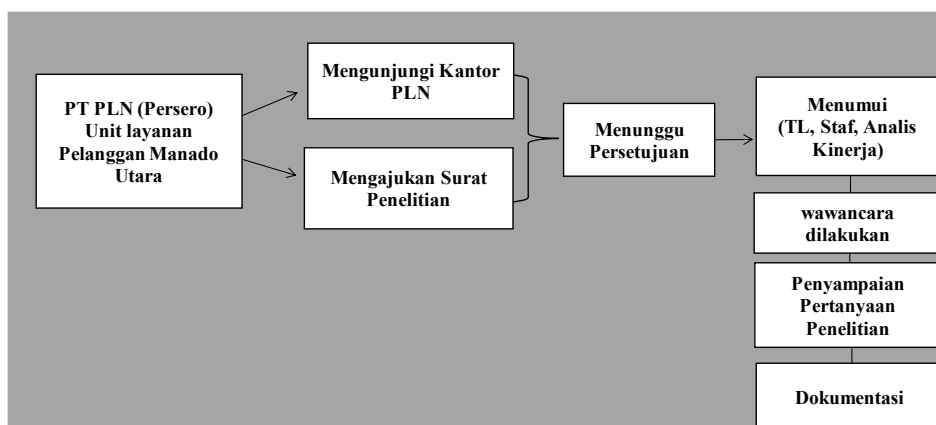 PT PLN (Persero)
Unit layanan
Pelanggan Manado
Utara
Mengunjungi Kantor
PLN
Mengajukan Surat
Penelitian
Menunggu
Persetujuan
Menumui
(TL, Staf, Analis
Kinerja)
wawancara
dilakukan
Penyampaian
Pertanyaan
Penelitian
Dokumentasi